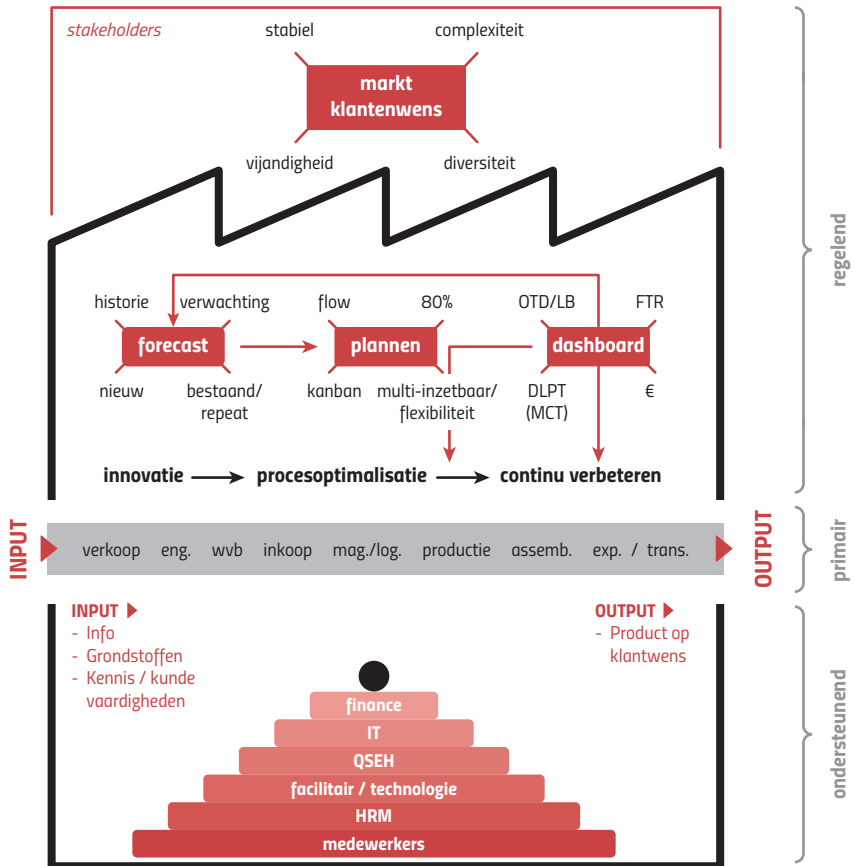 stakeholders
stabiel
complexiteit
markt
klantenwens
vijandigheid
diversiteit
regelend
historie
verwachting
flow
80%
OTD/LB
FTR
forecast
plannen
dashboard
nieuw
bestaand/
repeat
kanban
multi-inzetbaar/
flexibiliteit
DLPT
(MCT)
€
innovatie
procesoptimalisatie
continu verbeteren
INPUT
verkoop eng. wvb inkoop mag./log. productie assemb. exp. / trans.
OUTPUT
primair
INPUT
- Info
- Grondstoffen
- Kennis / kunde
vaardigheden
OUTPUT
- Product op
klantwens
ondersteunend
finance
IT
QSEH
facilitair / technologie
HRM
medewerkers